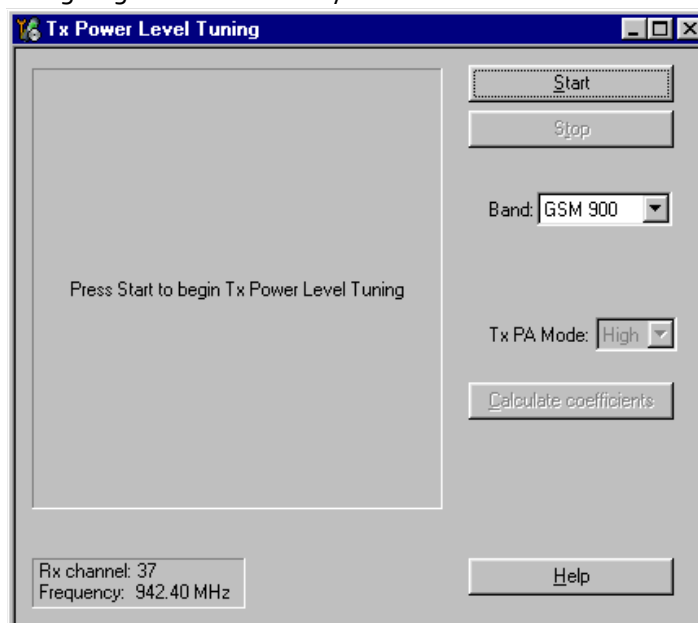 Tx Power Level Tuning
Start
Stop
Band: GSM 900
Press Start to begin Tx Power Level Tuning
Tx PA Mode: High
Calculate coefficients
Rx channel: 37
Frequency: 942.40 MHz
Help